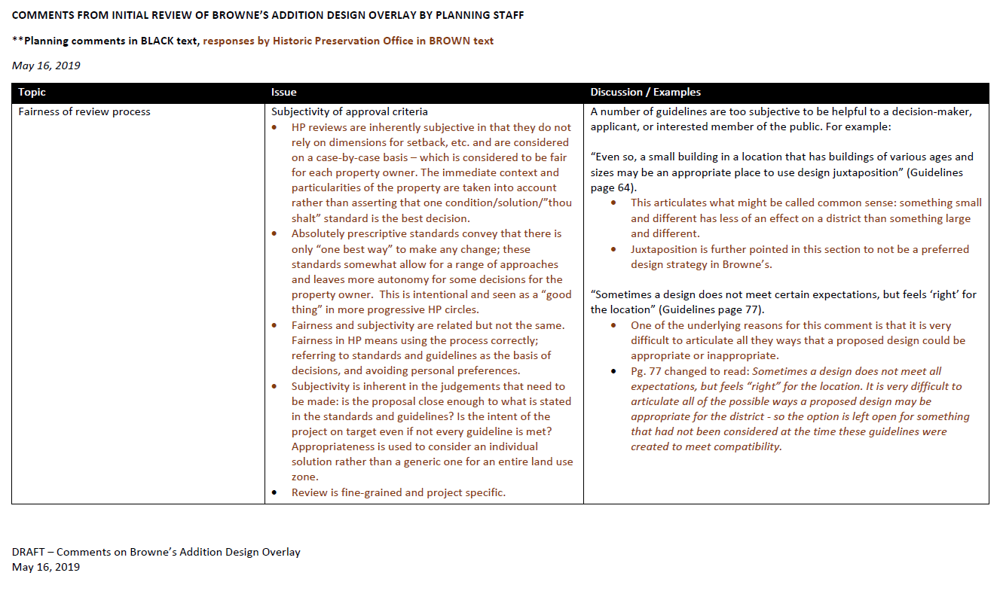 COMMENTS FROM INITIAL REVIEW OF BROWNE’S ADDITION DESIGN OVERLAY BY PLANNING STAFF
**Planning comments in BLACK text, responses by Historic Preservation Office in BROWN text
May 16, 2019
Topic
Issue
Discussion / Examples
Fairness of review process
Subjectivity of approval criteria
• HP reviews are inherently subjective in that they do not
rely on dimensions for setback, etc. and are considered
on a case-by-case basis – which is considered to be fair
for each property owner. The immediate context and
particularities of the property are taken into account
rather than asserting that one condition/solution/”thou
shalt” standard is the best decision.
• Absolutely prescriptive standards convey that there is
only “one best way” to make any change; these
standards somewhat allow for a range of approaches
and leaves more autonomy for some decisions for the
property owner.  This is intentional and seen as a “good
thing” in more progressive HP circles.
• Fairness and subjectivity are related but not the same.
Fairness in HP means using the process correctly;
referring to standards and guidelines as the basis of
decisions, and avoiding personal preferences.
• Subjectivity is inherent in the judgements that need to
be made: is the proposal close enough to what is stated
in the standards and guidelines? Is the intent of the
project on target even if not every guideline is met?
Appropriateness is used to consider an individual
solution rather than a generic one for an entire land use
zone.
• Review is fine-grained and project specific.
A number of guidelines are too subjective to be helpful to a decision-maker,
applicant, or interested member of the public. For example:
“Even so, a small building in a location that has buildings of various ages and
sizes may be an appropriate place to use design juxtaposition” (Guidelines
page 64).
• This articulates what might be called common sense: something small
and different has less of an effect on a district than something large
and different.
• Juxtaposition is further pointed in this section to not be a preferred
design strategy in Browne’s.
“Sometimes a design does not meet certain expectations, but feels ‘right’ for
the location” (Guidelines page 77).
• One of the underlying reasons for this comment is that it is very
difficult to articulate all they ways that a proposed design could be
appropriate or inappropriate.
• Pg. 77 changed to read: Sometimes a design does not meet all
expectations, but feels “right” for the location. It is very difficult to
articulate all of the possible ways a proposed design may be
appropriate for the district - so the option is left open for something
that had not been considered at the time these guidelines were
created to meet compatibility.
DRAFT – Comments on Browne’s Addition Design Overlay
May 16, 2019